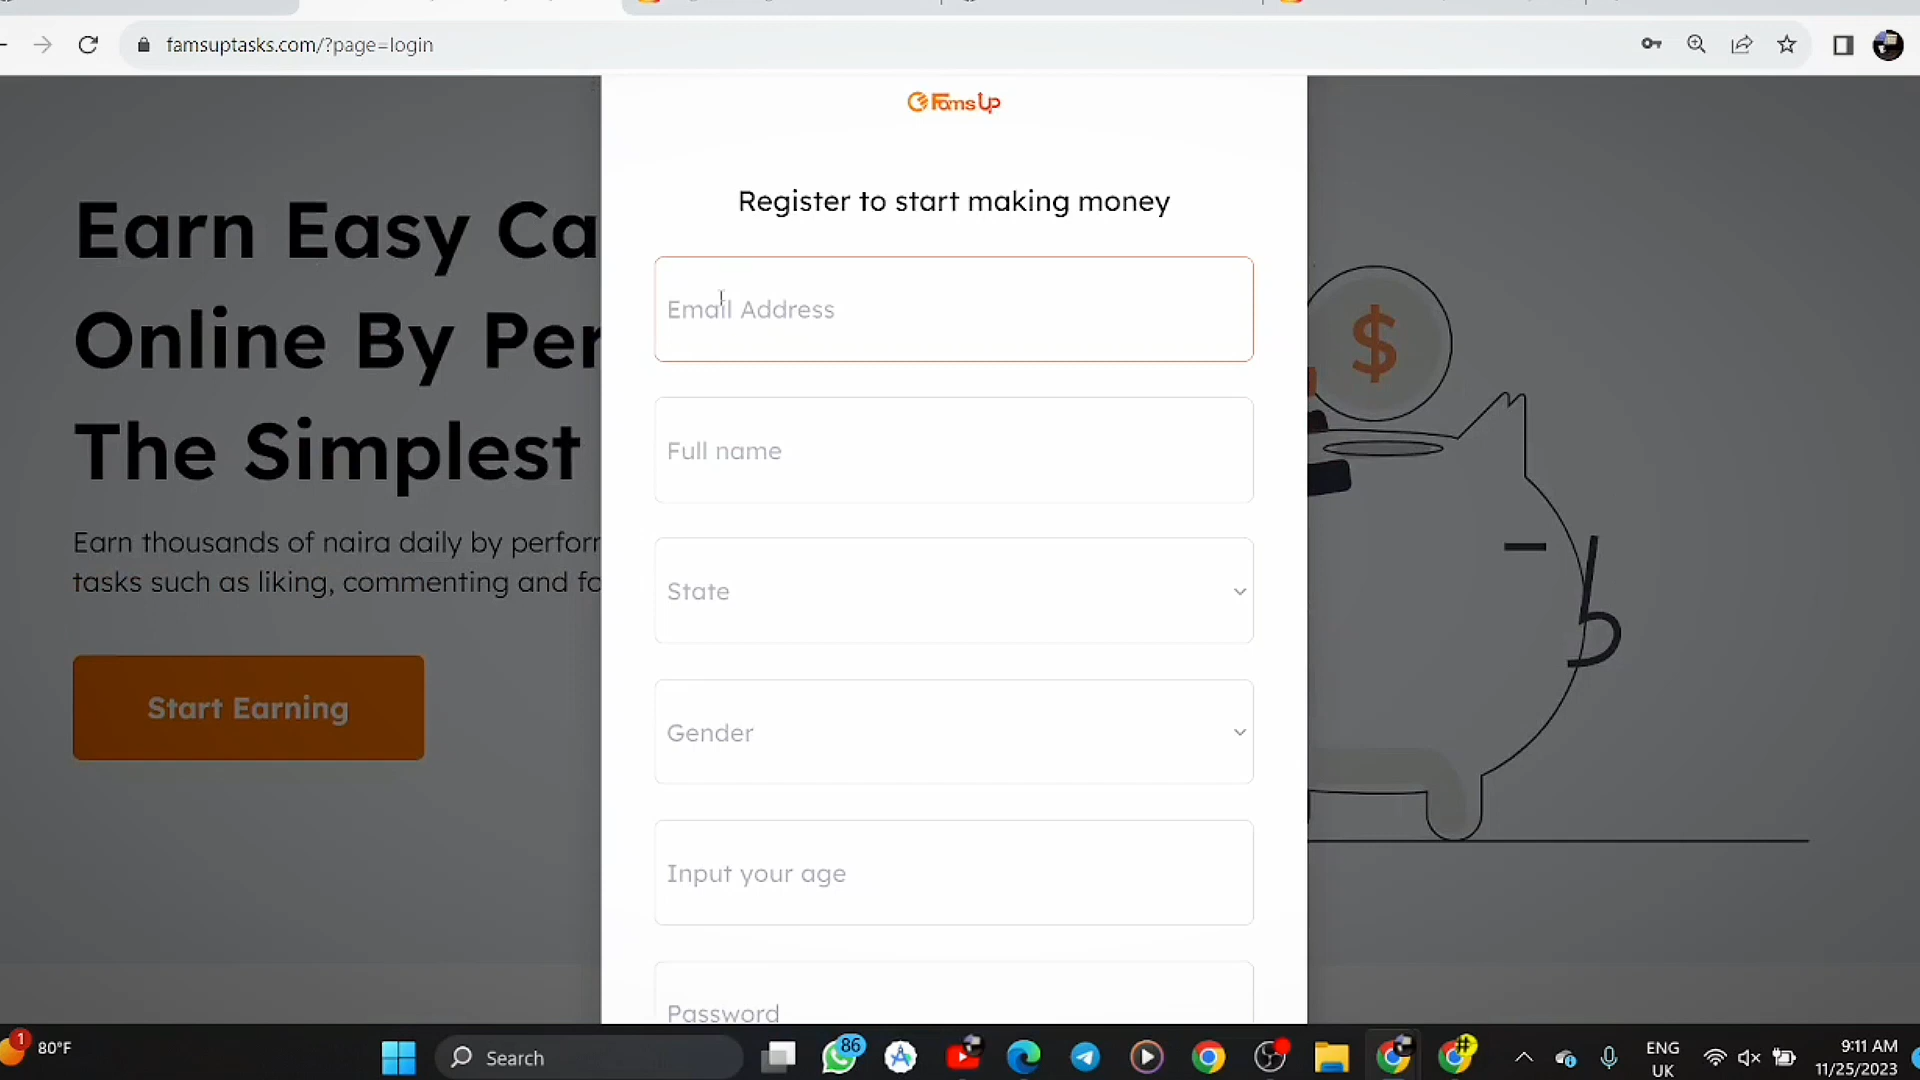 famsuptasks.com/?page=login
FamsUp
Register to start making money
Earn Easy Ca
Online By Per
The Simplest
Earn thousands of naira daily by perform
tasks such as liking, commenting and fo
Start Earning
Email Address
Full name
State
Gender
Input your age
Password
$
1
80°F
Search
86
ENG
UK
9:11 AM
11/25/2023